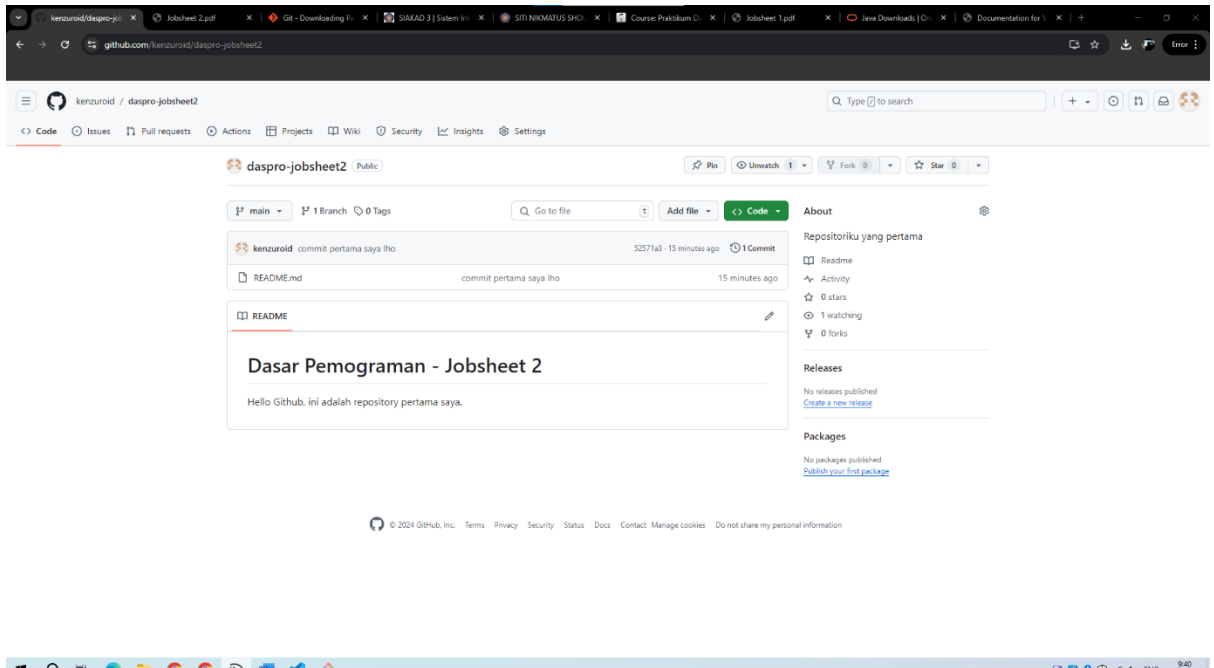 kenzuroid/daspro-jol
Jobsheet 2.pdf
Git - Downloading Pa
SIAKAD 3 | Sistem Inf
SITI NIKMATUS SHOL
Course: Praktikum Da
Jobsheet 1.pdf
Java Downloads | Ora
Documentation for V
github.com/kenzuroid/daspro-jobsheet2
Error
kenzuroid / daspro-jobsheet2
Type / to search
Code Issues Pull requests Actions Projects Wiki Security Insights Settings
daspro-jobsheet2 Public
Pin Unwatch 1 Fork 0 Star 0
main 1 Branch 0 Tags
Go to file t Add file Code
kenzuroid commit pertama saya lho 52571a3 · 15 minutes ago 1 Commit
README.md commit pertama saya lho 15 minutes ago
README
Dasar Pemograman - Jobsheet 2
Hello Github, ini adalah repository pertama saya.
About
Repositoriku yang pertama
Readme
Activity
0 stars
1 watching
0 forks
Releases
No releases published
Create a new release
Packages
No packages published
Publish your first package
© 2024 GitHub, Inc. Terms Privacy Security Status Docs Contact Manage cookies Do not share my personal information
9:40